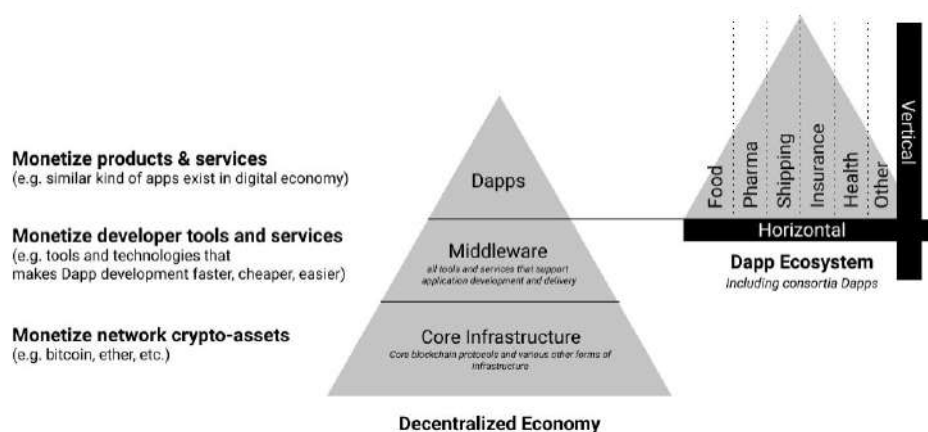 Monetize products & services
(e.g. similar kind of apps exist in digital economy)
Monetize developer tools and services
(e.g. tools and technologies that
makes Dapp development faster, cheaper, easier)
Monetize network crypto-assets
(e.g. bitcoin, ether, etc.)
Dapps
Middleware
all tools and services that support
application development and delivery
Core Infrastructure
Core blockchain protocols and various other forms of
infrastructure
Decentralized Economy
Food
Pharma
Shipping
Insurance
Health
Other
Vertical
Horizontal
Dapp Ecosystem
Including consortia Dapps